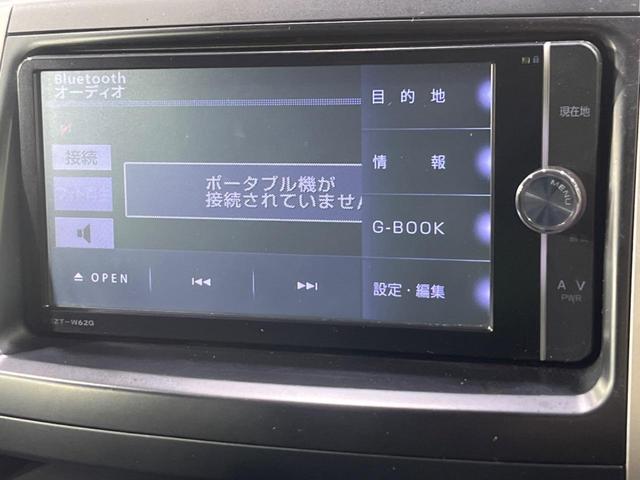 Bluetooth
オーディオ
接続
ポータブル機が
接続されていません
OPEN
目的地
情報
G-BOOK
設定・編集
現在地
MENU
AV
PWR
ZT-W62G